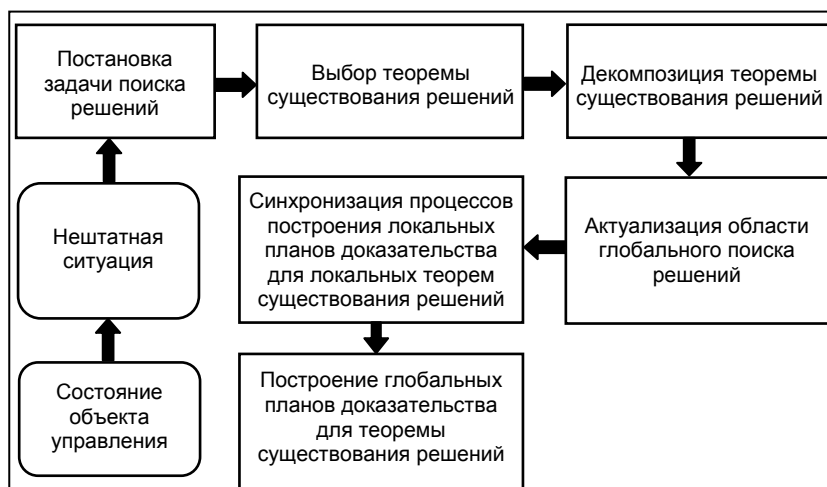 Постановка
задачи поиска
решений
Выбор теоремы
существования решений
Декомпозиция теоремы
существования решений
Нештатная
ситуация
Синхронизация процессов
построения локальных
планов доказательства
для локальных теорем
существования решений
Актуализация области
глобального поиска
решений
Состояние
объекта
управления
Построение глобальных
планов доказательства
для теоремы
существования решений